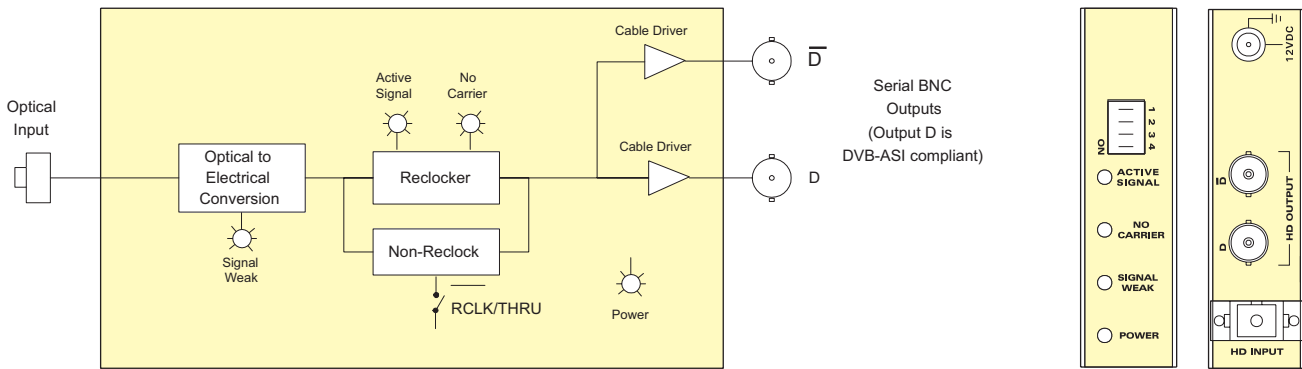 Optical
Input
Optical to
Electrical
Conversion
Signal
Weak
Active
Signal
No
Carrier
Reclocker
Non-Reclock
RCLK/THRU
Power
Cable Driver
D
Cable Driver
D
Serial BNC
Outputs
(Output D is
DVB-ASI compliant)
1
2
3
4
NO
ACTIVE
SIGNAL
NO
CARRIER
SIGNAL
WEAK
POWER
12VDC
D
D
HD OUTPUT
HD INPUT